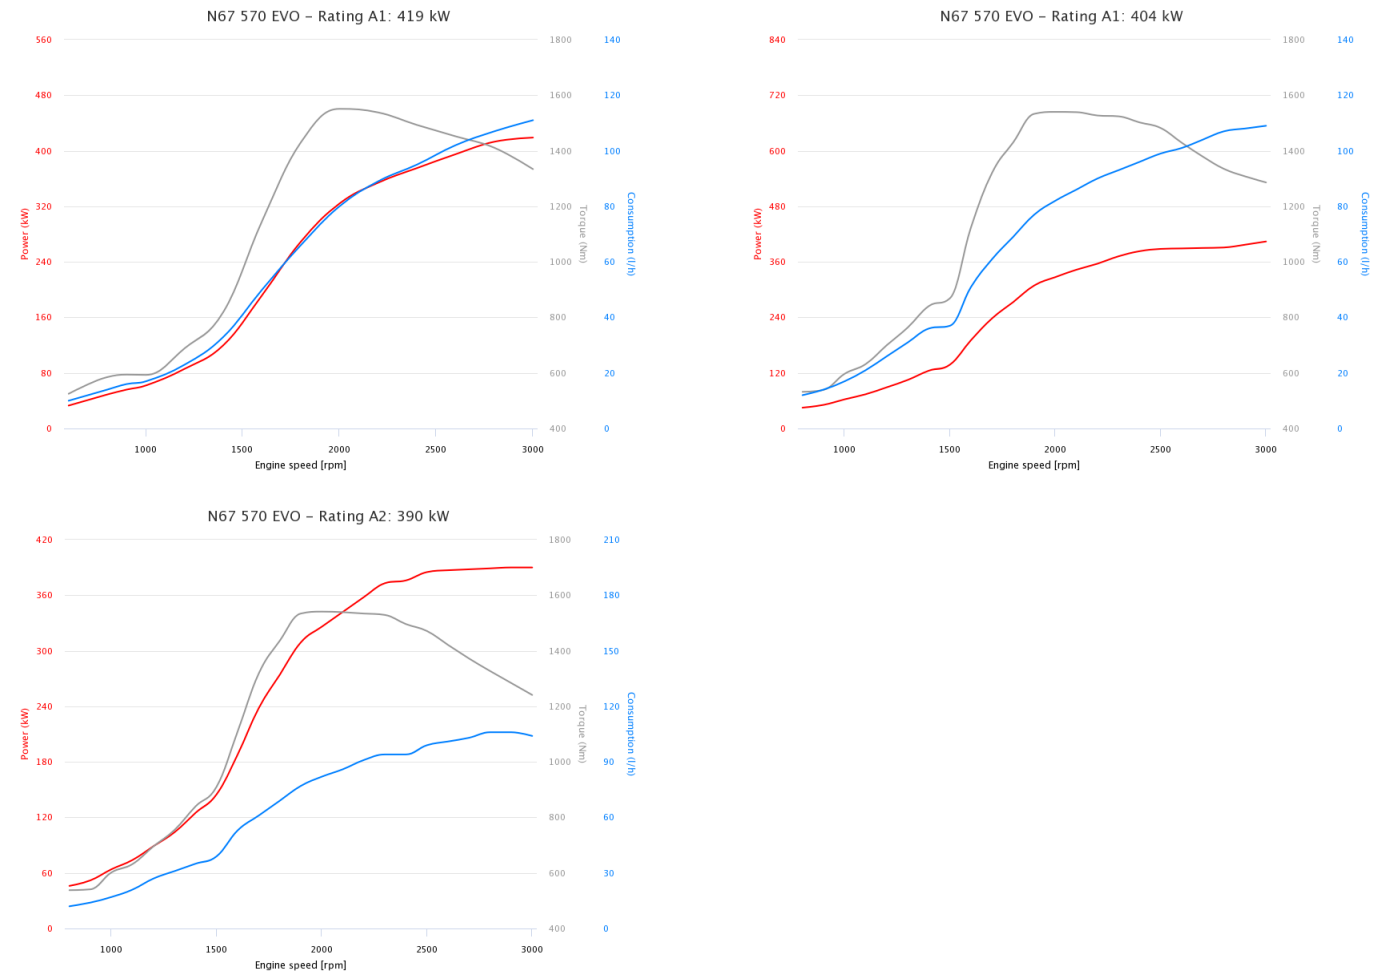 N67 570 EVO – Rating A1: 419 kW
560 1800 140
480 1600 120
400 1400 100
320 1200 80
240 1000 60
160 800 40
80 600 20
0 400 0
Power (kW)
Torque (Nm)
Consumption (l/h)
1000 1500 2000 2500 3000
Engine speed [rpm]
N67 570 EVO – Rating A1: 404 kW
840 1800 140
720 1600 120
600 1400 100
480 1200 80
360 1000 60
240 800 40
120 600 20
0 400 0
Power (kW)
Torque (Nm)
Consumption (l/h)
1000 1500 2000 2500 3000
Engine speed [rpm]
N67 570 EVO – Rating A2: 390 kW
420 1800 210
360 1600 180
300 1400 150
240 1200 120
180 1000 90
120 800 60
60 600 30
0 400 0
Power (kW)
Torque (Nm)
Consumption (l/h)
1000 1500 2000 2500 3000
Engine speed [rpm]